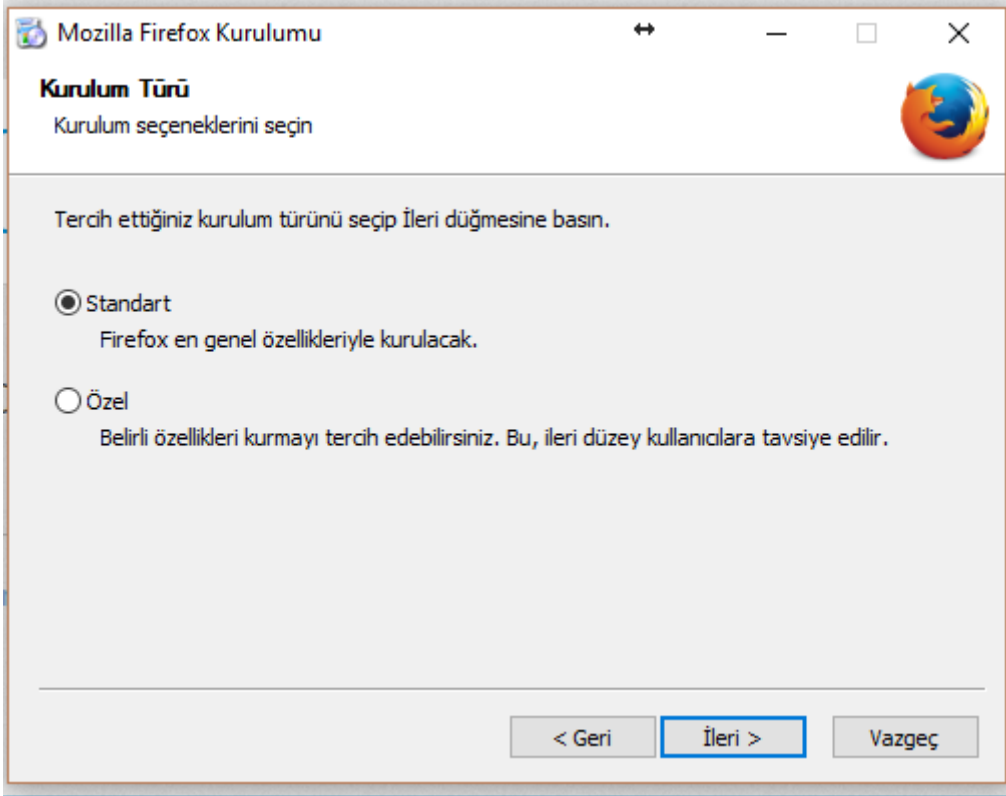 Mozilla Firefox Kurulumu
Kurulum Türü
Kurulum seçeneklerini seçin
Tercih ettiğiniz kurulum türünü seçip İleri düğmesine basın.
Standart
Firefox en genel özellikleriyle kurulacak.
Özel
Belirli özellikleri kurmayı tercih edebilirsiniz. Bu, ileri düzey kullanıcılara tavsiye edilir.
< Geri
İleri >
Vazgeç